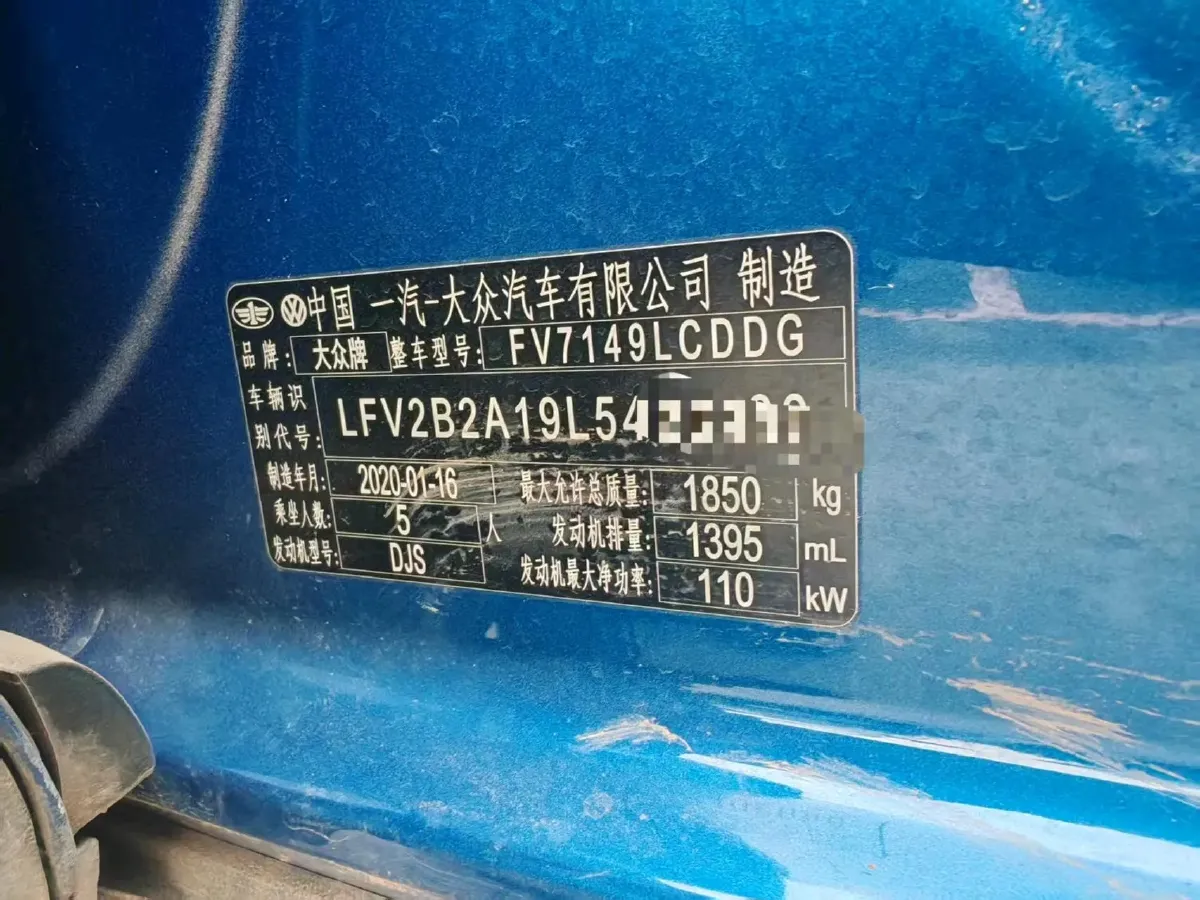 中国 一汽-大众汽车有限公司 制造
品牌: 大众牌 整车型号: FV7149LCDDG
车辆识别代号: LFV2B2A19L54
制造年月: 2020-01-16 最大允许总质量: 1850 kg
乘坐人数: 5 人 发动机排量: 1395 mL
发动机型号: DJS 发动机最大净功率: 110 kW